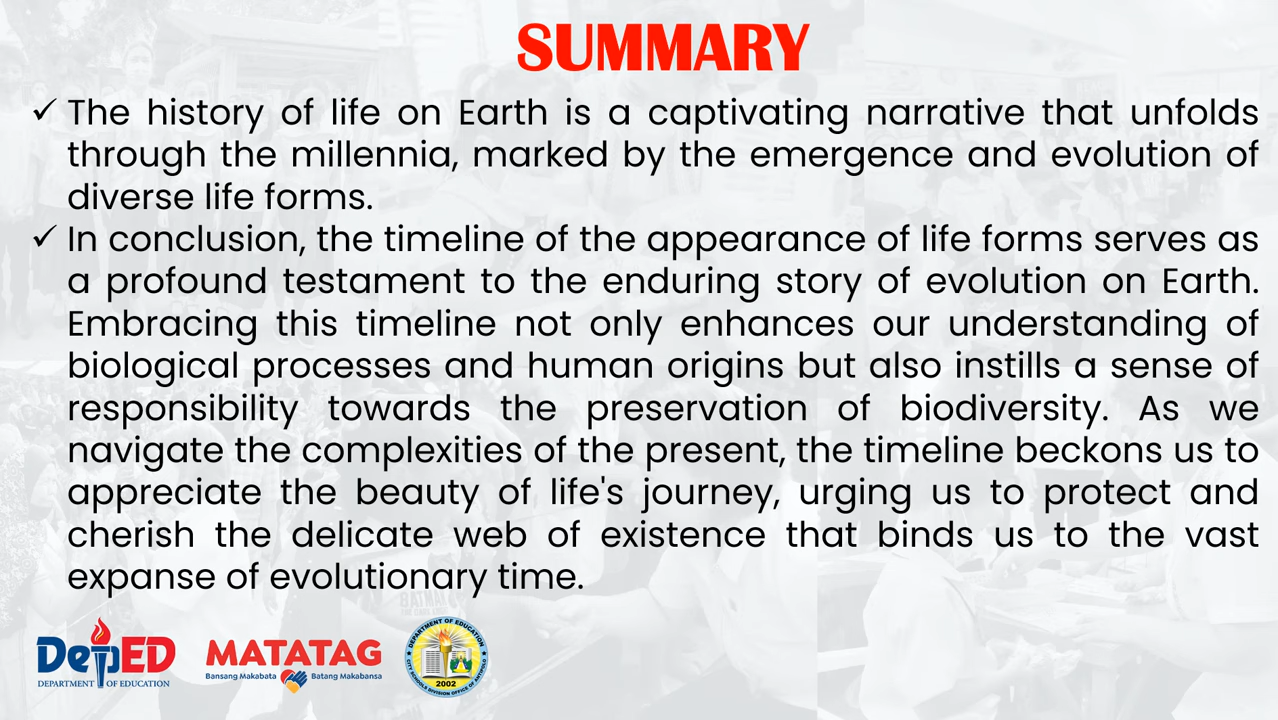 SUMMARY
✓ The history of life on Earth is a captivating narrative that unfolds
through the millennia, marked by the emergence and evolution of
diverse life forms.
✓ In conclusion, the timeline of the appearance of life forms serves as
a profound testament to the enduring story of evolution on Earth.
Embracing this timeline not only enhances our understanding of
biological processes and human origins but also instills a sense of
responsibility towards the preservation of biodiversity. As we
navigate the complexities of the present, the timeline beckons us to
appreciate the beauty of life's journey, urging us to protect and
cherish the delicate web of existence that binds us to the vast
expanse of evolutionary time.
DepED
DEPARTMENT OF EDUCATION
MATATAG
Bansang Makabata Batang Makabansa
DEPARTMENT OF EDUCATION
CITY SCHOOLS DIVISION OFFICE OF ANTIPOLO
2002